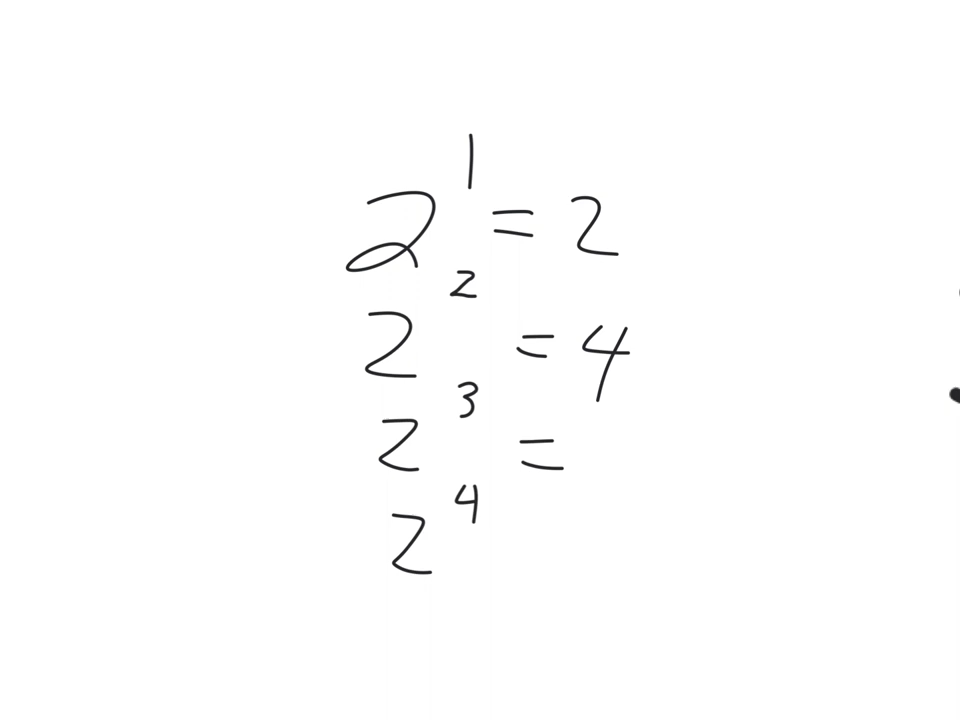 2¹ = 2
2² = 4
2³ =
2⁴